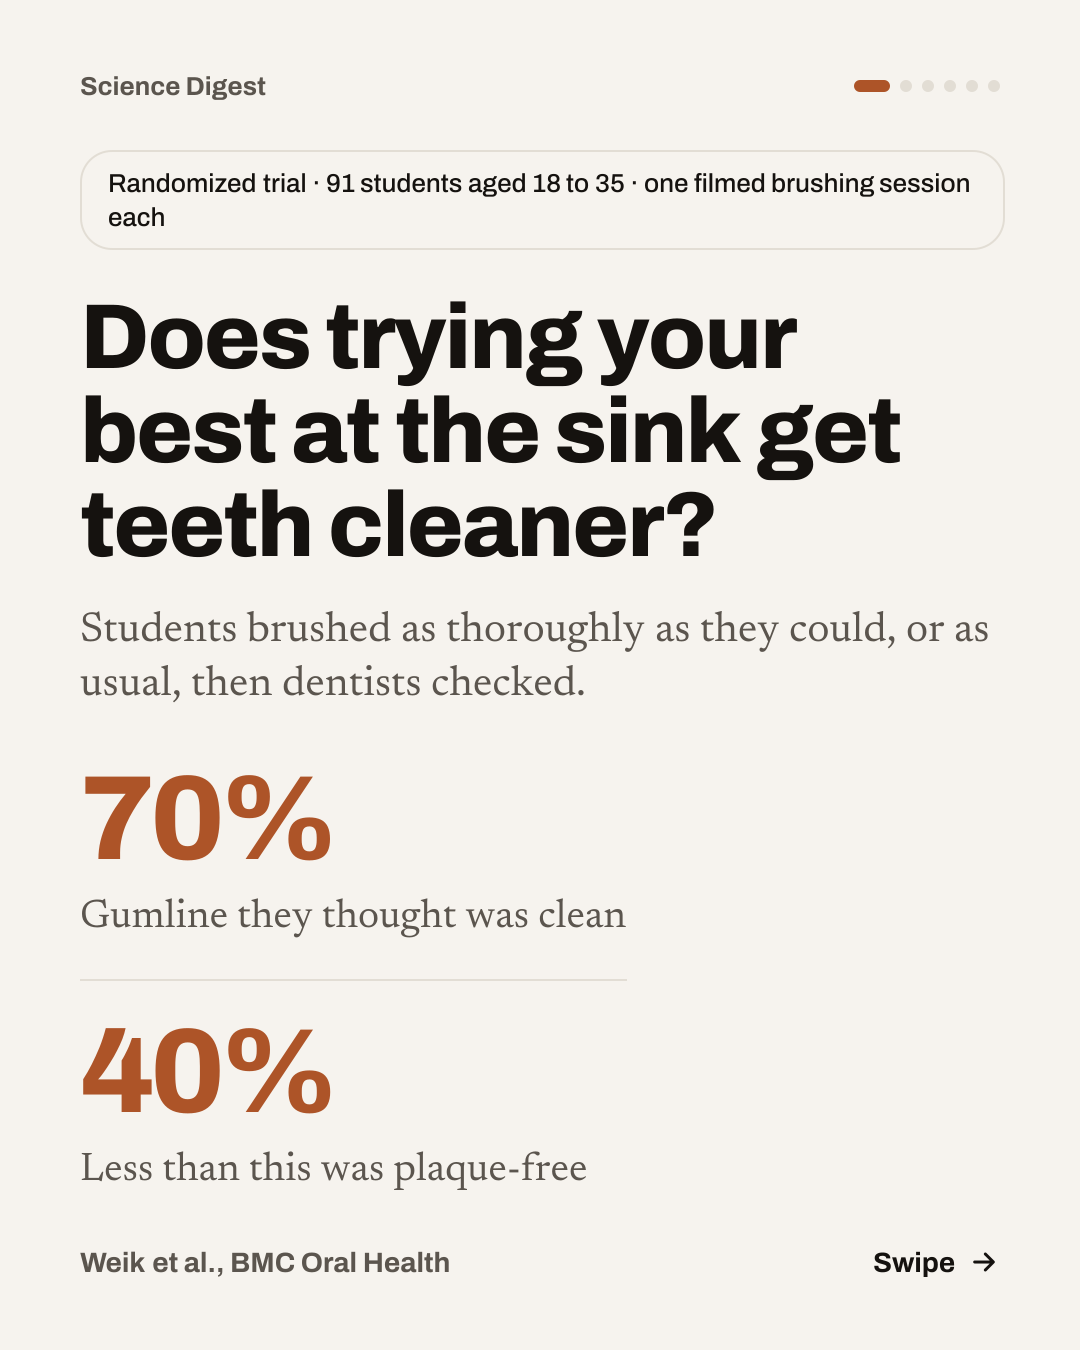 Science Digest
Randomized trial · 91 students aged 18 to 35 · one filmed brushing session
each
Does trying your
best at the sink get
teeth cleaner?
Students brushed as thoroughly as they could, or as
usual, then dentists checked.
70%
Gumline they thought was clean
40%
Less than this was plaque-free
Weik et al., BMC Oral Health
Swipe →